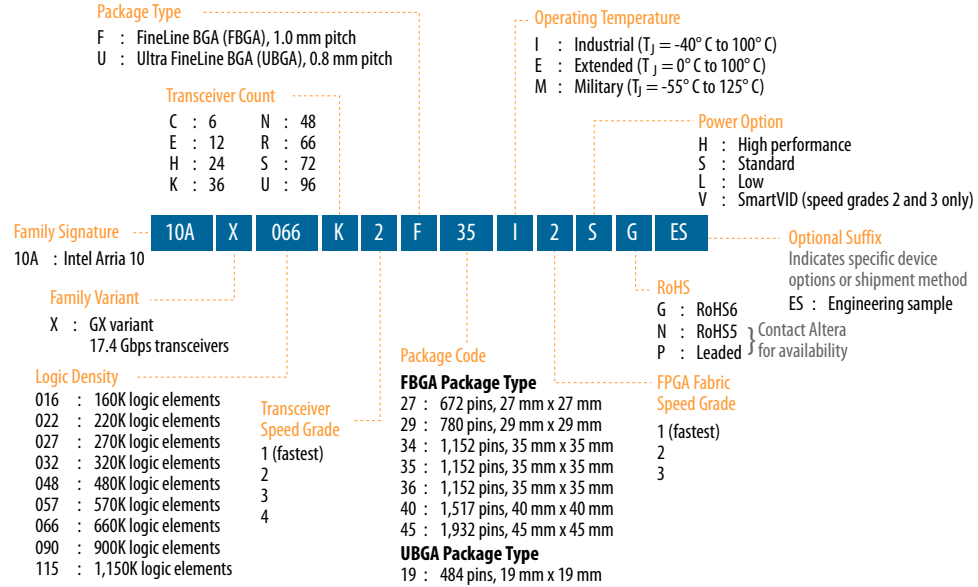 Package Type
F : FineLine BGA (FBGA), 1.0 mm pitch
U : Ultra FineLine BGA (UBGA), 0.8 mm pitch
Operating Temperature
I : Industrial (TJ = -40° C to 100° C)
E : Extended (TJ = 0° C to 100° C)
M : Military (TJ = -55° C to 125° C)
Transceiver Count
C : 6 N : 48
E : 12 R : 66
H : 24 S : 72
K : 36 U : 96
Power Option
H : High performance
S : Standard
L : Low
V : SmartVID (speed grades 2 and 3 only)
10A X 066 K 2 F 35 I 2 S G ES
Family Signature
10A : Intel Arria 10
Optional Suffix
Indicates specific device
options or shipment method
ES : Engineering sample
Family Variant
X : GX variant
17.4 Gbps transceivers
RoHS
G : RoHS6
N : RoHS5
P : Leaded
} Contact Altera
for availability
Logic Density
016 : 160K logic elements
022 : 220K logic elements
027 : 270K logic elements
032 : 320K logic elements
048 : 480K logic elements
057 : 570K logic elements
066 : 660K logic elements
090 : 900K logic elements
115 : 1,150K logic elements
Transceiver
Speed Grade
1 (fastest)
2
3
4
Package Code
FBGA Package Type
27 : 672 pins, 27 mm x 27 mm
29 : 780 pins, 29 mm x 29 mm
34 : 1,152 pins, 35 mm x 35 mm
35 : 1,152 pins, 35 mm x 35 mm
36 : 1,152 pins, 35 mm x 35 mm
40 : 1,517 pins, 40 mm x 40 mm
45 : 1,932 pins, 45 mm x 45 mm
UBGA Package Type
19 : 484 pins, 19 mm x 19 mm
FPGA Fabric
Speed Grade
1 (fastest)
2
3